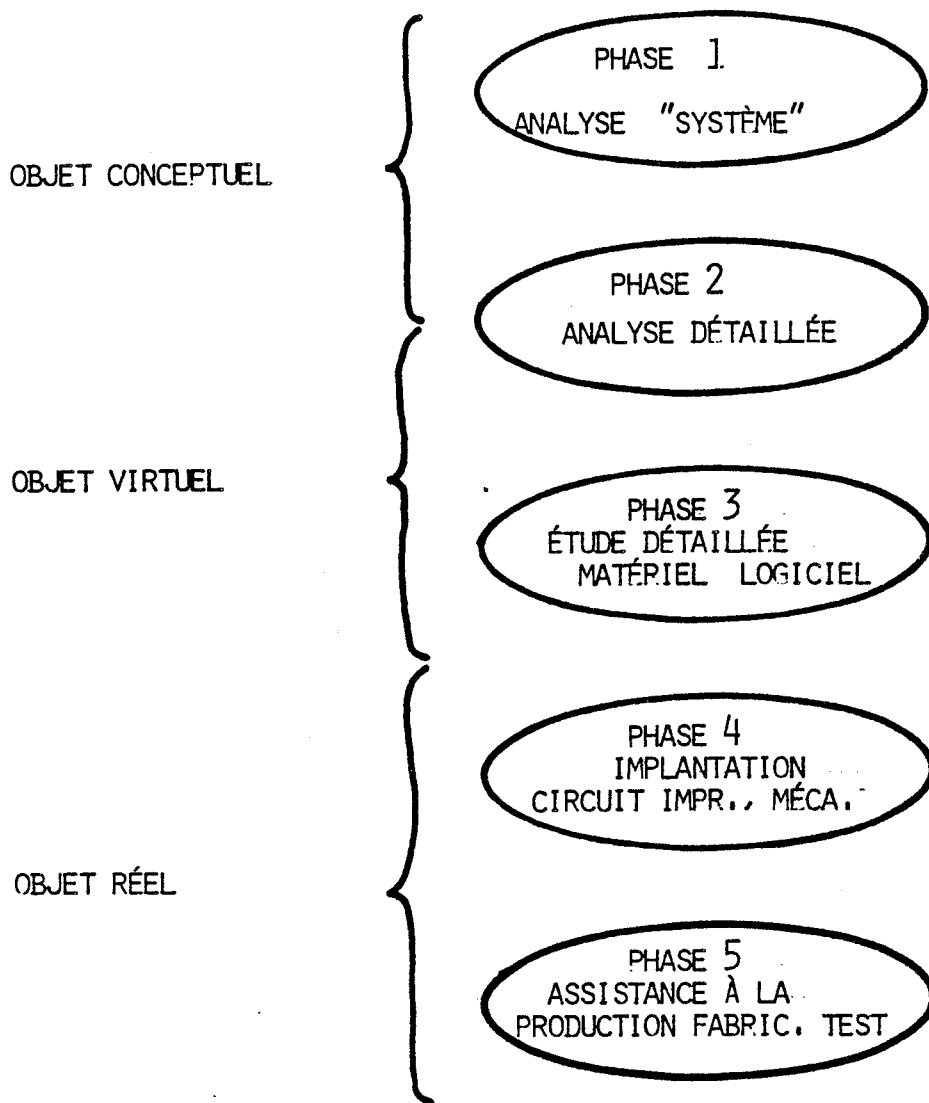 PHASE 1
ANALYSE "SYSTÈME"
OBJET CONCEPTUEL
PHASE 2
ANALYSE DÉTAILLÉE
OBJET VIRTUEL
PHASE 3
ÉTUDE DÉTAILLÉE
MATÉRIEL LOGICIEL
PHASE 4
IMPLANTATION
CIRCUIT IMPR., MÉCA.
OBJET RÉEL
PHASE 5
ASSISTANCE À LA
PRODUCTION FABRIC. TEST